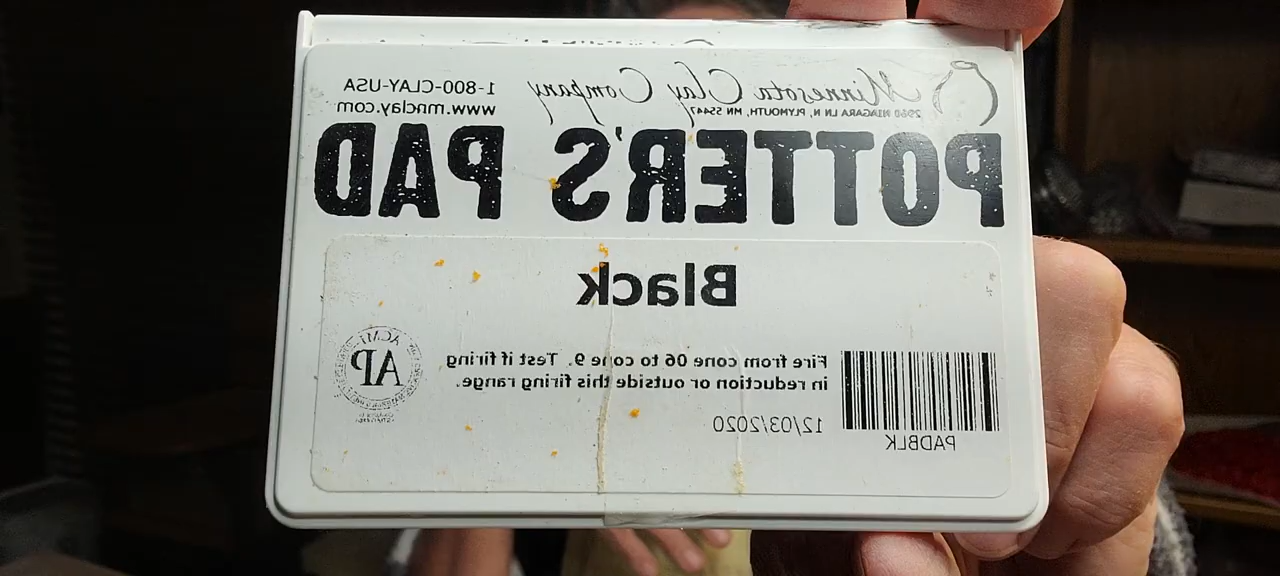 Minnesota Clay Company
2960 NIAGARA LN N, PLYMOUTH, MN 55447
1-800-CLAY-USA
www.mnclay.com
POTTER'S PAD
Black
Fire from cone 06 to cone 9. Test if firing
in reduction or outside this firing range.
12/03/2020
PADBLK
ACMI
AP